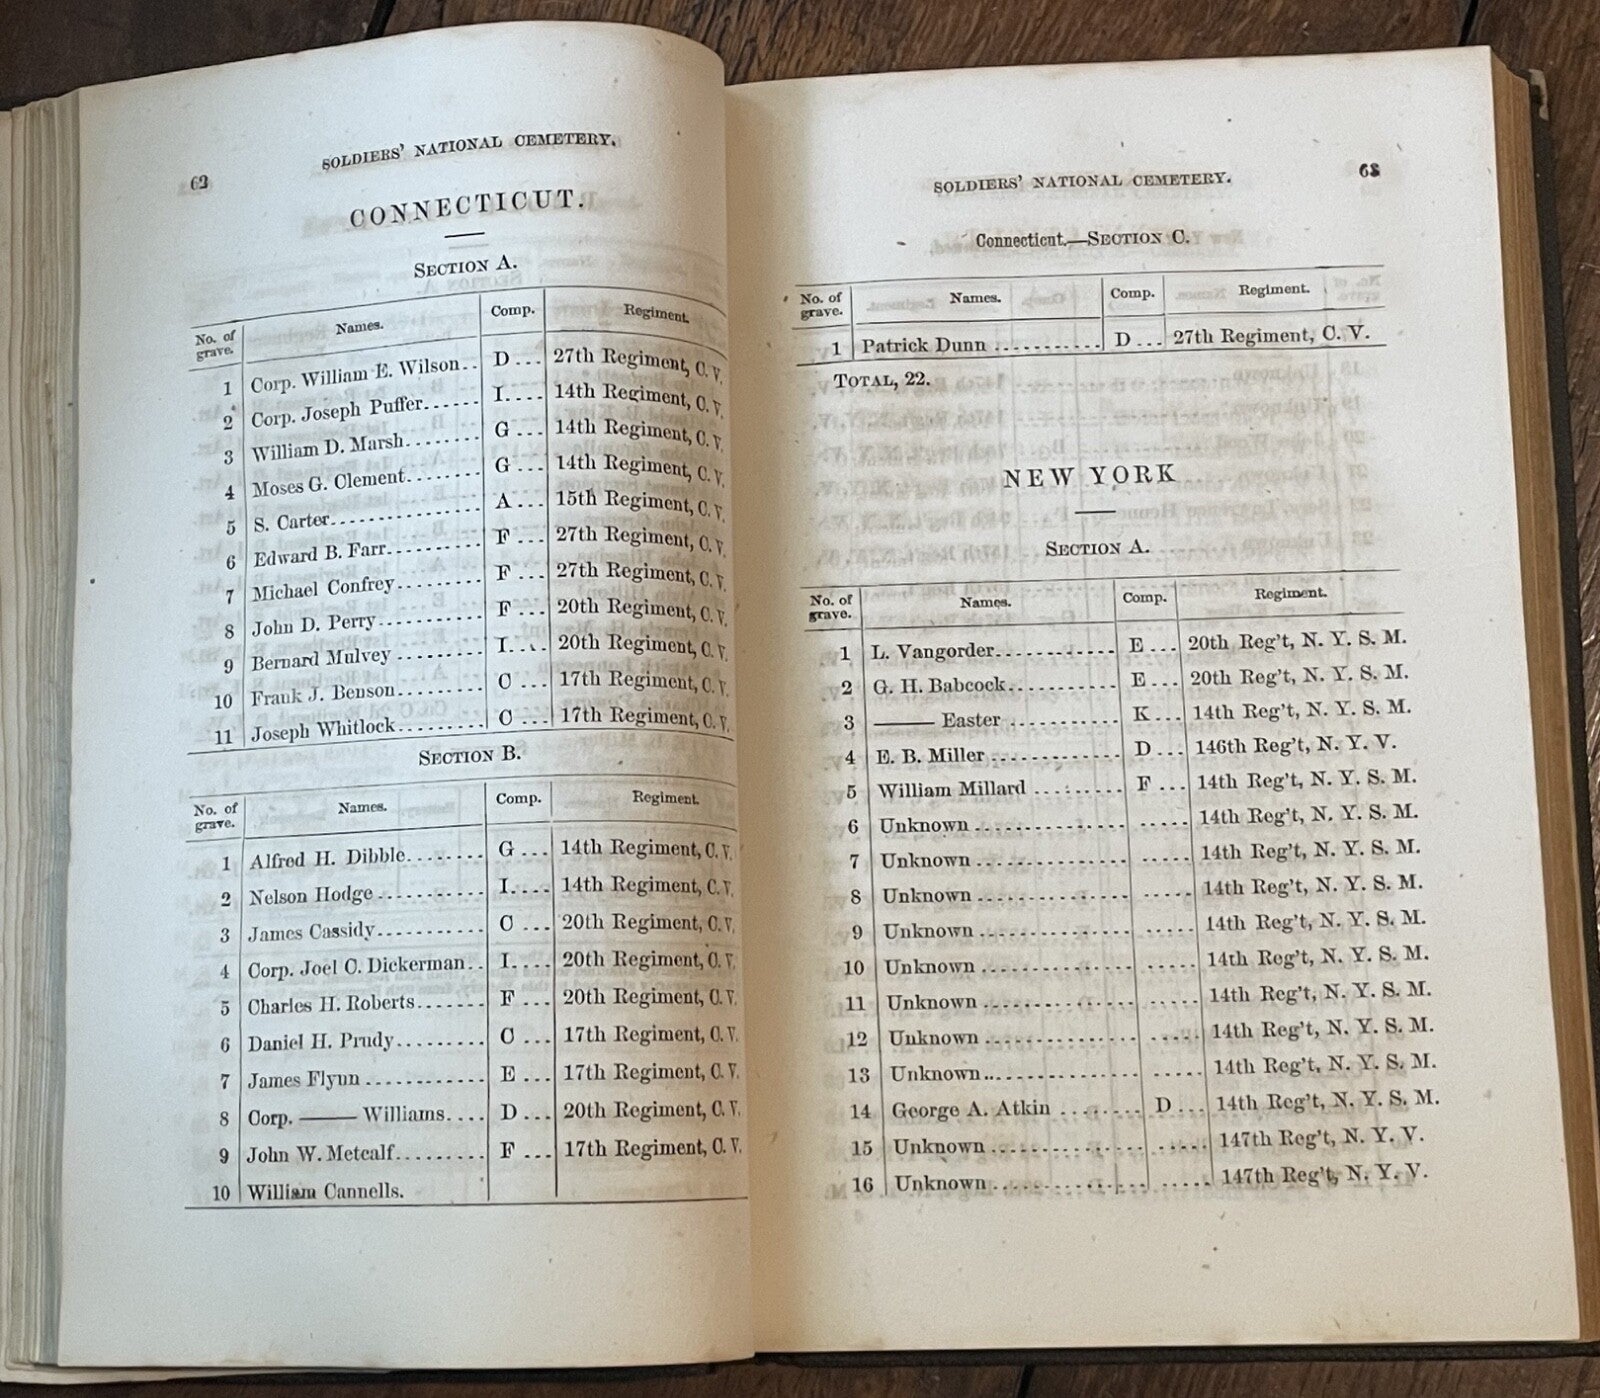 62
SOLDIERS' NATIONAL CEMETERY.
CONNECTICUT.
SECTION A.
No. of grave. Names. Comp. Regiment.
1 Corp. William E. Wilson.. D... 27th Regiment, C. V.
2 Corp. Joseph Puffer...... I.... 14th Regiment, C. V.
3 William D. Marsh........ G... 14th Regiment, C. V.
4 Moses G. Clement........ G... 14th Regiment, C. V.
5 S. Carter............... A... 15th Regiment, C. V.
6 Edward B. Farr.......... F... 27th Regiment, C. V.
7 Michael Confrey......... F... 27th Regiment, C. V.
8 John D. Perry........... F... 20th Regiment, C. V.
9 Bernard Mulvey ......... I.... 20th Regiment, C. V.
10 Frank J. Benson......... C... 17th Regiment, C. V.
11 Joseph Whitlock......... C... 17th Regiment, C. V.
SECTION B.
No. of grave. Names. Comp. Regiment.
1 Alfred H. Dibble........ G... 14th Regiment, C. V.
2 Nelson Hodge ........... I.... 14th Regiment, C. V.
3 James Cassidy........... C... 20th Regiment, C. V.
4 Corp. Joel C. Dickerman.. I.... 20th Regiment, C. V.
5 Charles H. Roberts....... F... 20th Regiment, C. V.
6 Daniel H. Prudy......... C... 17th Regiment, C. V.
7 James Flynn ............ E... 17th Regiment, C. V.
8 Corp. —— Williams.... D... 20th Regiment, C. V.
9 John W. Metcalf......... F... 17th Regiment, C. V.
10 William Cannells.
SOLDIERS' NATIONAL CEMETERY.
63
Connecticut.—SECTION C.
No. of grave. Names. Comp. Regiment.
1 Patrick Dunn ........... D... 27th Regiment, C. V.
TOTAL, 22.
NEW YORK
SECTION A.
No. of grave. Names. Comp. Regiment.
1 L. Vangorder............ E... 20th Reg't, N. Y. S. M.
2 G. H. Babcock........... E... 20th Reg't, N. Y. S. M.
3 —— Easter ........... K... 14th Reg't, N. Y. S. M.
4 E. B. Miller ............ D... 146th Reg't, N. Y. V.
5 William Millard ......... F... 14th Reg't, N. Y. S. M.
6 Unknown ............... ..... 14th Reg't, N. Y. S. M.
7 Unknown ............... ..... 14th Reg't, N. Y. S. M.
8 Unknown ............... ..... 14th Reg't, N. Y. S. M.
9 Unknown ............... ..... 14th Reg't, N. Y. S. M.
10 Unknown ............... ..... 14th Reg't, N. Y. S. M.
11 Unknown ............... ..... 14th Reg't, N. Y. S. M.
12 Unknown ............... ..... 14th Reg't, N. Y. S. M.
13 Unknown................ ..... 14th Reg't, N. Y. S. M.
14 George A. Atkin ........ D... 14th Reg't, N. Y. S. M.
15 Unknown ............... ..... 147th Reg't, N. Y. V.
16 Unknown ............... ..... 147th Reg't, N. Y. V.